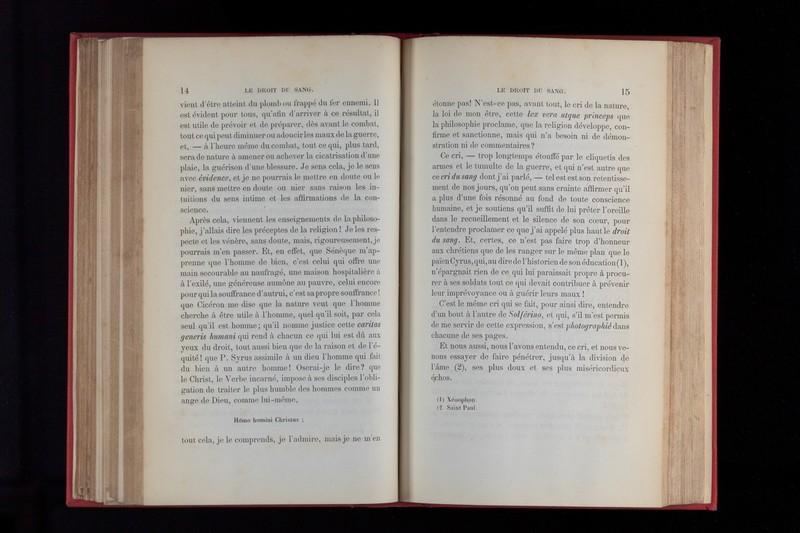 14 LE DROIT DU SANG.
vient d'être atteint du plomb ou frappé du fer ennemi. Il
est évident pour tous, qu'afin d'arriver à ce résultat, il
est utile de prévoir et de préparer, dès avant le combat,
tout ce qui peut diminuer ou adoucir les maux de la guerre,
et, — à l'heure même du combat, tout ce qui, plus tard,
sera de nature à amener ou achever la cicatrisation d'une
plaie, la guérison d'une blessure. Je sens cela, je le sens
avec évidence, et je ne pourrais le mettre en doute ou le
nier, sans mettre en doute ou nier sans raison les in-
tuitions du sens intime et les affirmations de la con-
science.
Après cela, viennent les enseignements de la philoso-
phie, j'allais dire les préceptes de la religion! Je les res-
pecte et les vénère, sans doute, mais, rigoureusement, je
pourrais m'en passer. Et, en effet, que Sénèque m'ap-
prenne que l'homme de bien, c'est celui qui offre une
main secourable au naufragé, une maison hospitalière à
à l'exilé, une généreuse aumône au pauvre, celui encore
pour qui la souffrance d'autrui, c'est sa propre souffrance!
que Cicéron me dise que la nature veut que l'homme
cherche à être utile à l'homme, quel qu'il soit, par cela
seul qu'il est homme; qu'il nomme justice cette caritas
generis humani qui rend à chacun ce qui lui est dû aux
yeux du droit, tout aussi bien que de la raison et de l'é-
quité! que P. Syrus assimile à un dieu l'homme qui fait
du bien à un autre homme! Oserai-je le dire? que
le Christ, le Verbe incarné, impose à ses disciples l'obli-
gation de traiter le plus humble des hommes comme un
ange de Dieu, comme lui-même,
Homo homini Christus ;
tout cela, je le comprends, je l'admire, mais je ne m'en
LE DROIT DU SANG. 15
étonne pas! N'est-ce pas, avant tout, le cri de la nature,
la loi de mon être, cette lex vera atque princeps que
la philosophie proclame, que la religion développe, con-
firme et sanctionne, mais qui n'a besoin ni de démon-
stration ni de commentaires?
Ce cri, — trop longtemps étouffé par le cliquetis des
armes et le tumulte de la guerre, et qui n'est autre que
ce cri du sang dont j'ai parlé, — tel est est son retentisse-
ment de nos jours, qu'on peut sans crainte affirmer qu'il
a plus d'une fois résonné au fond de toute conscience
humaine, et je soutiens qu'il suffit de lui prêter l'oreille
dans le recueillement et le silence de son cœur, pour
l'entendre proclamer ce que j'ai appelé plus haut le droit
du sang. Et, certes, ce n'est pas faire trop d'honneur
aux chrétiens que de les ranger sur le même plan que le
païen Cyrus, qui, au dire de l'historien de son éducation (1),
n'épargnait rien de ce qui lui paraissait propre à procu-
rer à ses soldats tout ce qui devait contribuer à prévenir
leur imprévoyance ou à guérir leurs maux !
C'est le même cri qui se fait, pour ainsi dire, entendre
d'un bout à l'autre de Solférino, et qui, s'il m'est permis
de me servir de cette expression, s'est photographié dans
chacune de ses pages.
Et nous aussi, nous l'avons entendu, ce cri, et nous ve-
nons essayer de faire pénétrer, jusqu'à la division de
l'âme (2), ses plus doux et ses plus miséricordieux
échos.
(1) Xénophon.
(2. Saint Paul.